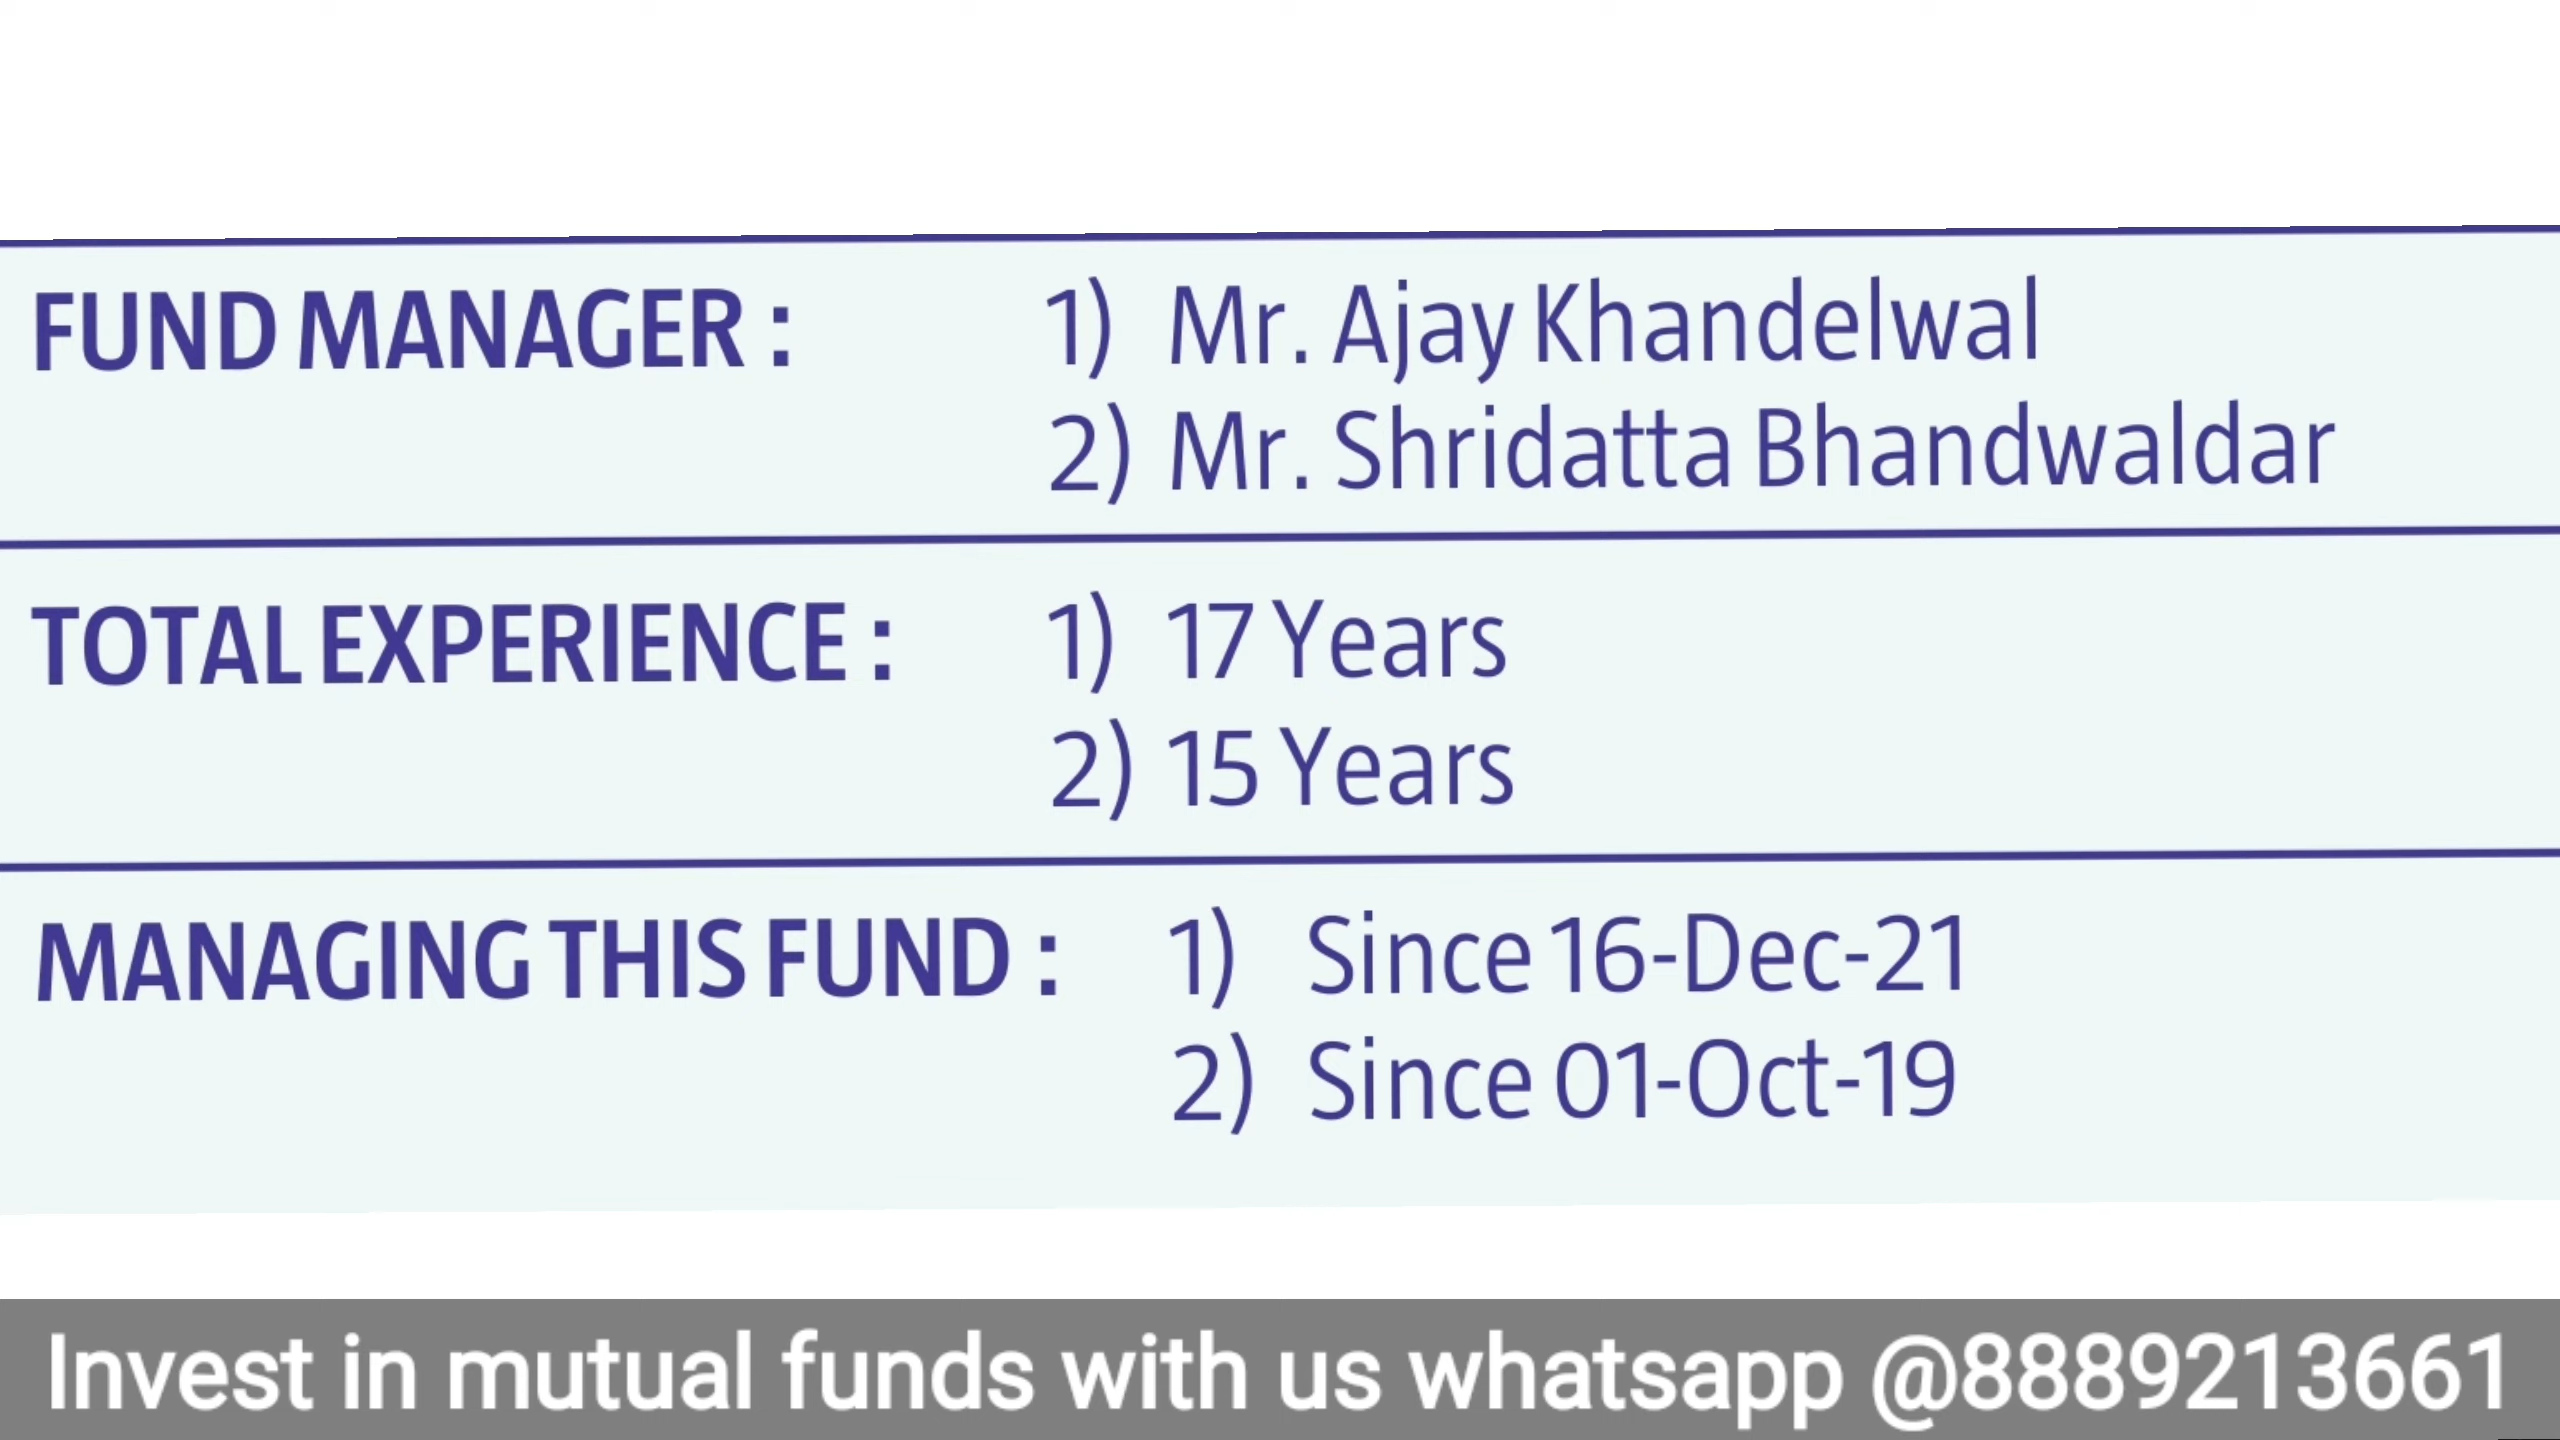 FUND MANAGER : 1) Mr. Ajay Khandelwal
2) Mr. Shridatta Bhandwaldar
TOTAL EXPERIENCE : 1) 17 Years
2) 15 Years
MANAGING THIS FUND : 1) Since 16-Dec-21
2) Since 01-Oct-19
Invest in mutual funds with us whatsapp @8889213661